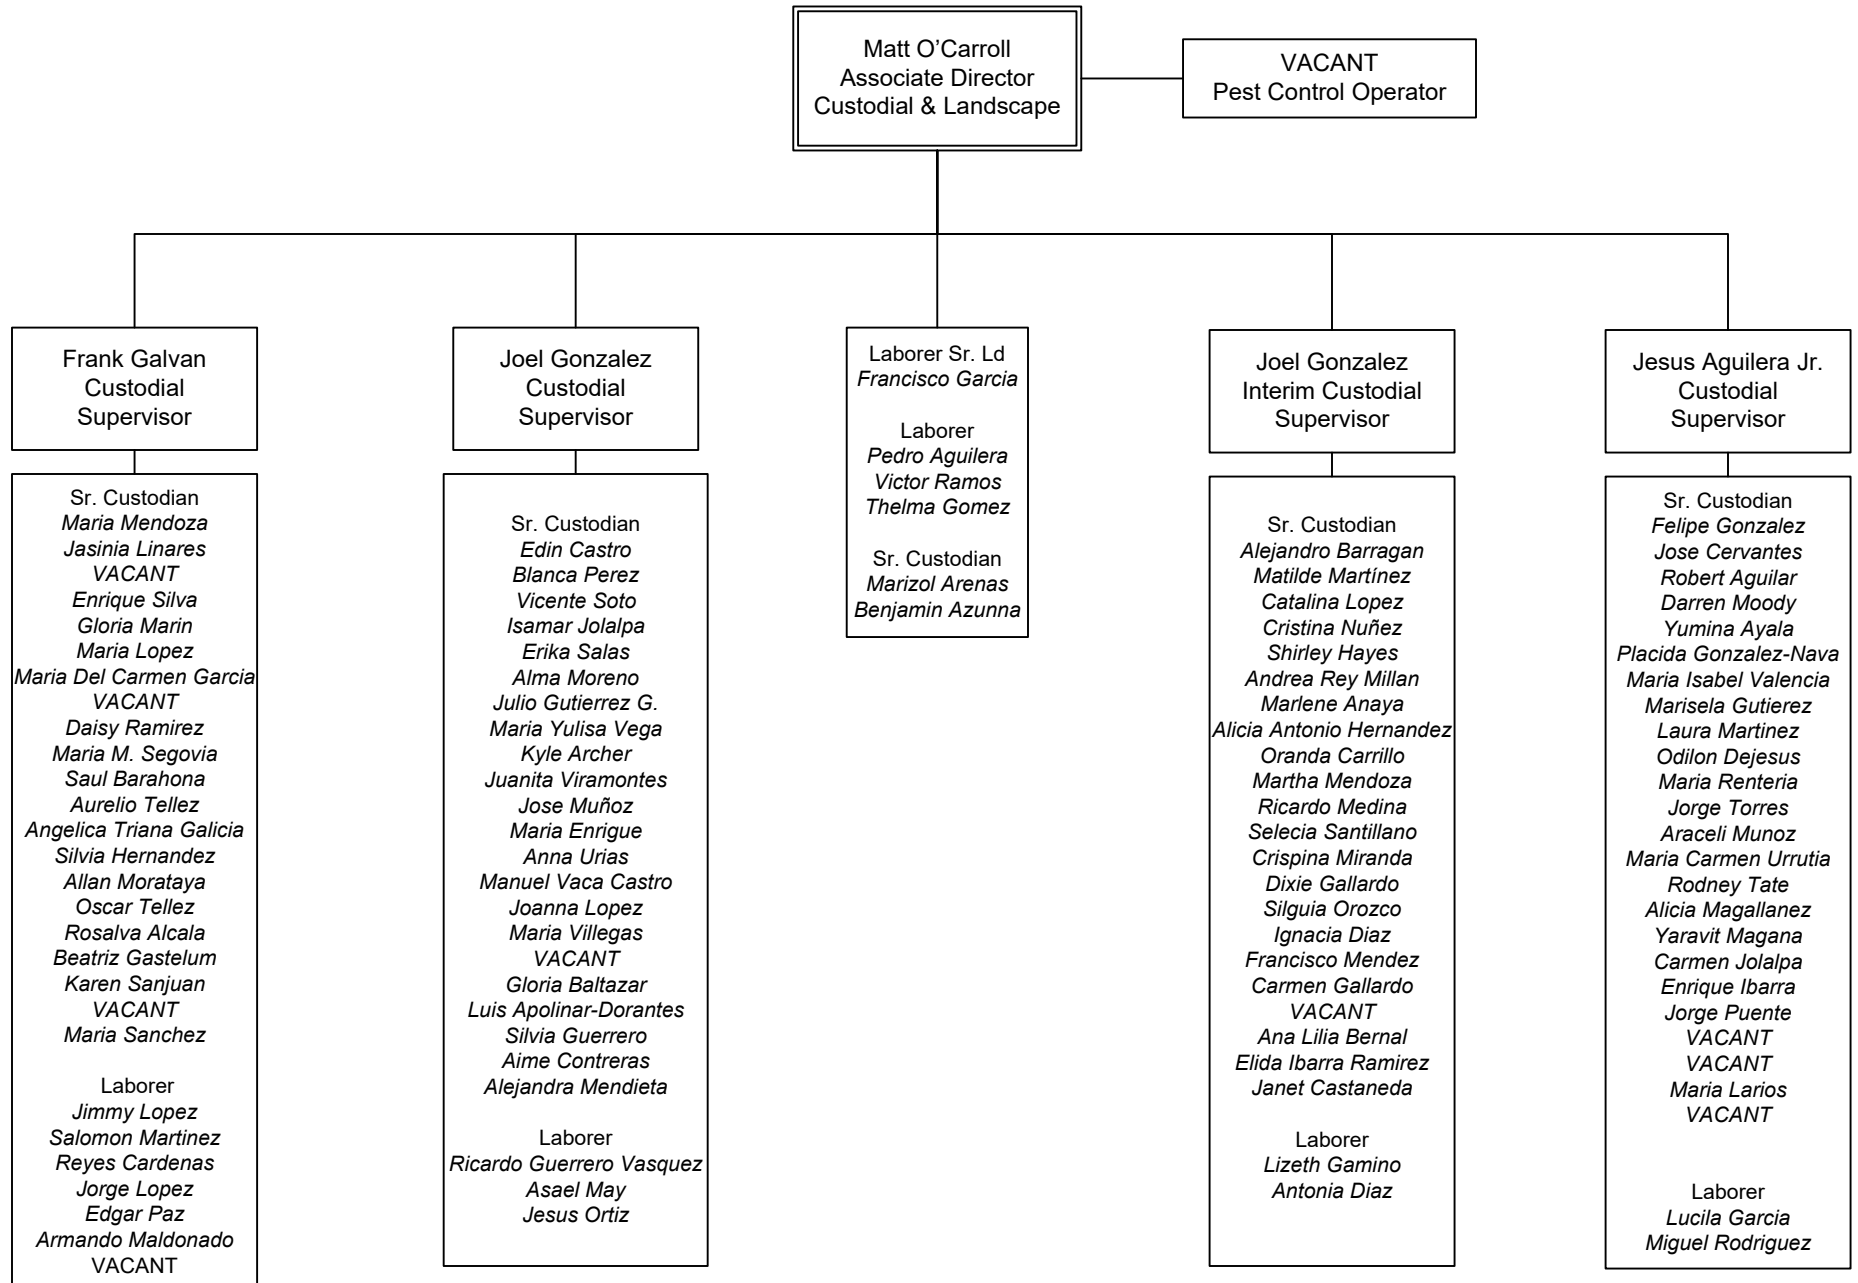 Matt O’Carroll
Associate Director
Custodial & Landscape
VACANT
Pest Control Operator
Frank Galvan
Custodial
Supervisor
Sr. Custodian
Maria Mendoza
Jasinia Linares
VACANT
Enrique Silva
Gloria Marin
Maria Lopez
Maria Del Carmen Garcia
VACANT
Daisy Ramirez
Maria M. Segovia
Saul Barahona
Aurelio Tellez
Angelica Triana Galicia
Silvia Hernandez
Allan Morataya
Oscar Tellez
Rosalva Alcala
Beatriz Gastelum
Karen Sanjuan
VACANT
Maria Sanchez
Laborer
Jimmy Lopez
Salomon Martinez
Reyes Cardenas
Jorge Lopez
Edgar Paz
Armando Maldonado
VACANT
Joel Gonzalez
Custodial
Supervisor
Sr. Custodian
Edin Castro
Blanca Perez
Vicente Soto
Isamar Jolalpa
Erika Salas
Alma Moreno
Julio Gutierrez G.
Maria Yulisa Vega
Kyle Archer
Juanita Viramontes
Jose Muñoz
Maria Enrigue
Anna Urias
Manuel Vaca Castro
Joanna Lopez
Maria Villegas
VACANT
Gloria Baltazar
Luis Apolinar-Dorantes
Silvia Guerrero
Aime Contreras
Alejandra Mendieta
Laborer
Ricardo Guerrero Vasquez
Asael May
Jesus Ortiz
Laborer Sr. Ld
Francisco Garcia
Laborer
Pedro Aguilera
Victor Ramos
Thelma Gomez
Sr. Custodian
Marizol Arenas
Benjamin Azunna
Joel Gonzalez
Interim Custodial
Supervisor
Sr. Custodian
Alejandro Barragan
Matilde Martínez
Catalina Lopez
Cristina Nuñez
Shirley Hayes
Andrea Rey Millan
Marlene Anaya
Alicia Antonio Hernandez
Oranda Carrillo
Martha Mendoza
Ricardo Medina
Selecia Santillano
Crispina Miranda
Dixie Gallardo
Silguia Orozco
Ignacia Diaz
Francisco Mendez
Carmen Gallardo
VACANT
Ana Lilia Bernal
Elida Ibarra Ramirez
Janet Castaneda
Laborer
Lizeth Gamino
Antonia Diaz
Jesus Aguilera Jr.
Custodial
Supervisor
Sr. Custodian
Felipe Gonzalez
Jose Cervantes
Robert Aguilar
Darren Moody
Yumina Ayala
Placida Gonzalez-Nava
Maria Isabel Valencia
Marisela Gutierez
Laura Martinez
Odilon Dejesus
Maria Renteria
Jorge Torres
Araceli Munoz
Maria Carmen Urrutia
Rodney Tate
Alicia Magallanez
Yaravit Magana
Carmen Jolalpa
Enrique Ibarra
Jorge Puente
VACANT
VACANT
Maria Larios
VACANT
Laborer
Lucila Garcia
Miguel Rodriguez